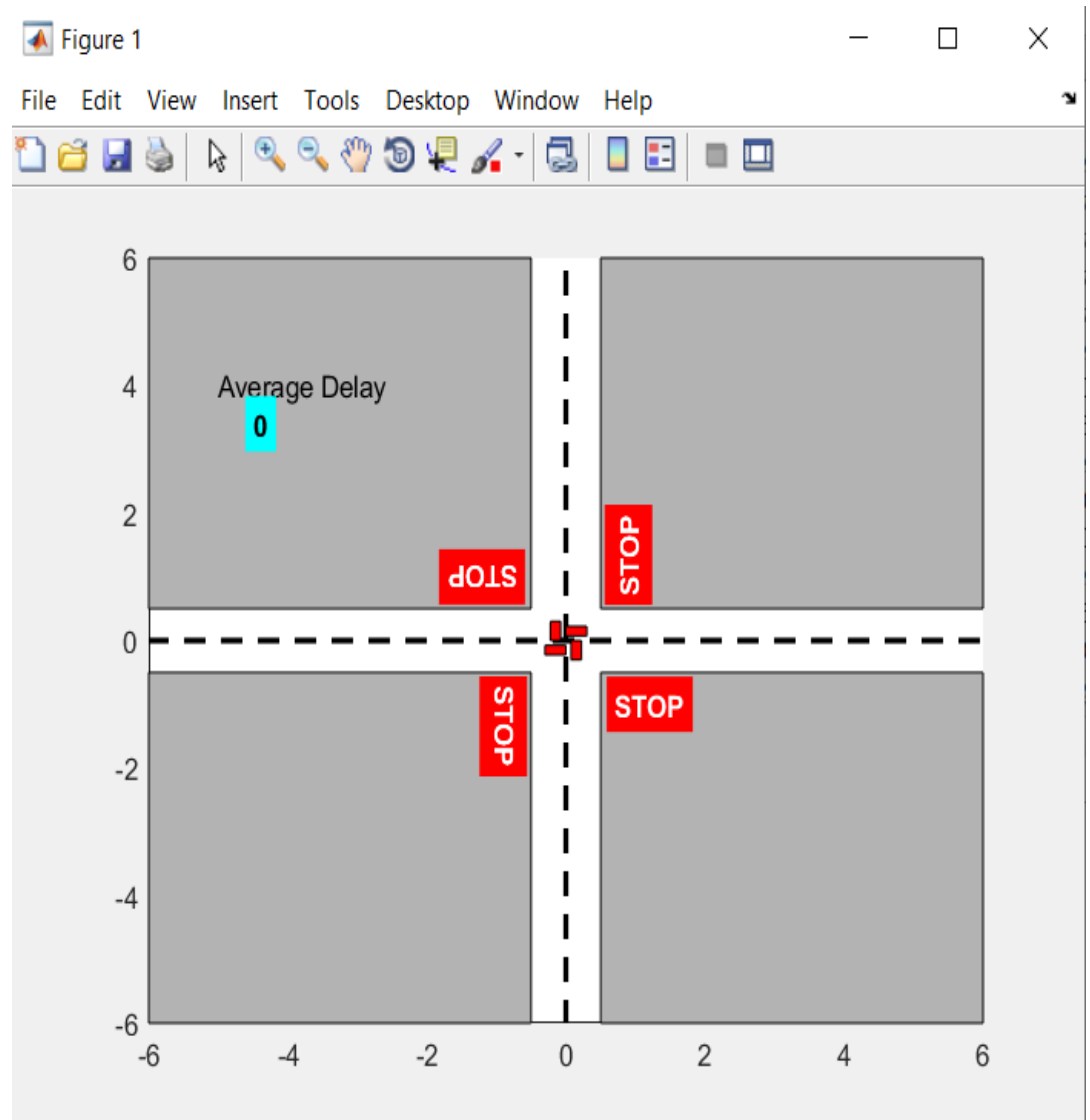 Figure 1
File Edit View Insert Tools Desktop Window Help
6
4
2
0
-2
-4
-6
Average Delay
0
STOP
STOP
STOP
STOP
-6 -4 -2 0 2 4 6